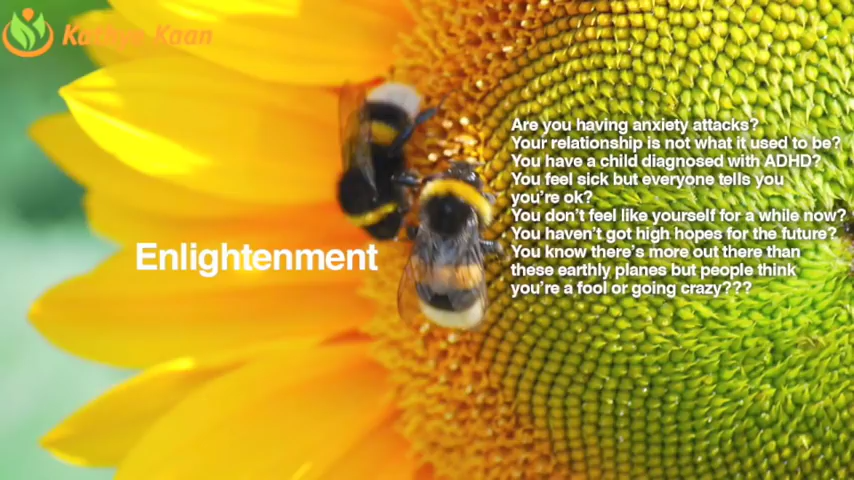 Kathya Kaan
Enlightenment
Are you having anxiety attacks?
Your relationship is not what it used to be?
You have a child diagnosed with ADHD?
You feel sick but everyone tells you
you're ok?
You don't feel like yourself for a while now?
You haven't got high hopes for the future?
You know there's more out there than
these earthly planes but people think
you're a fool or going crazy???